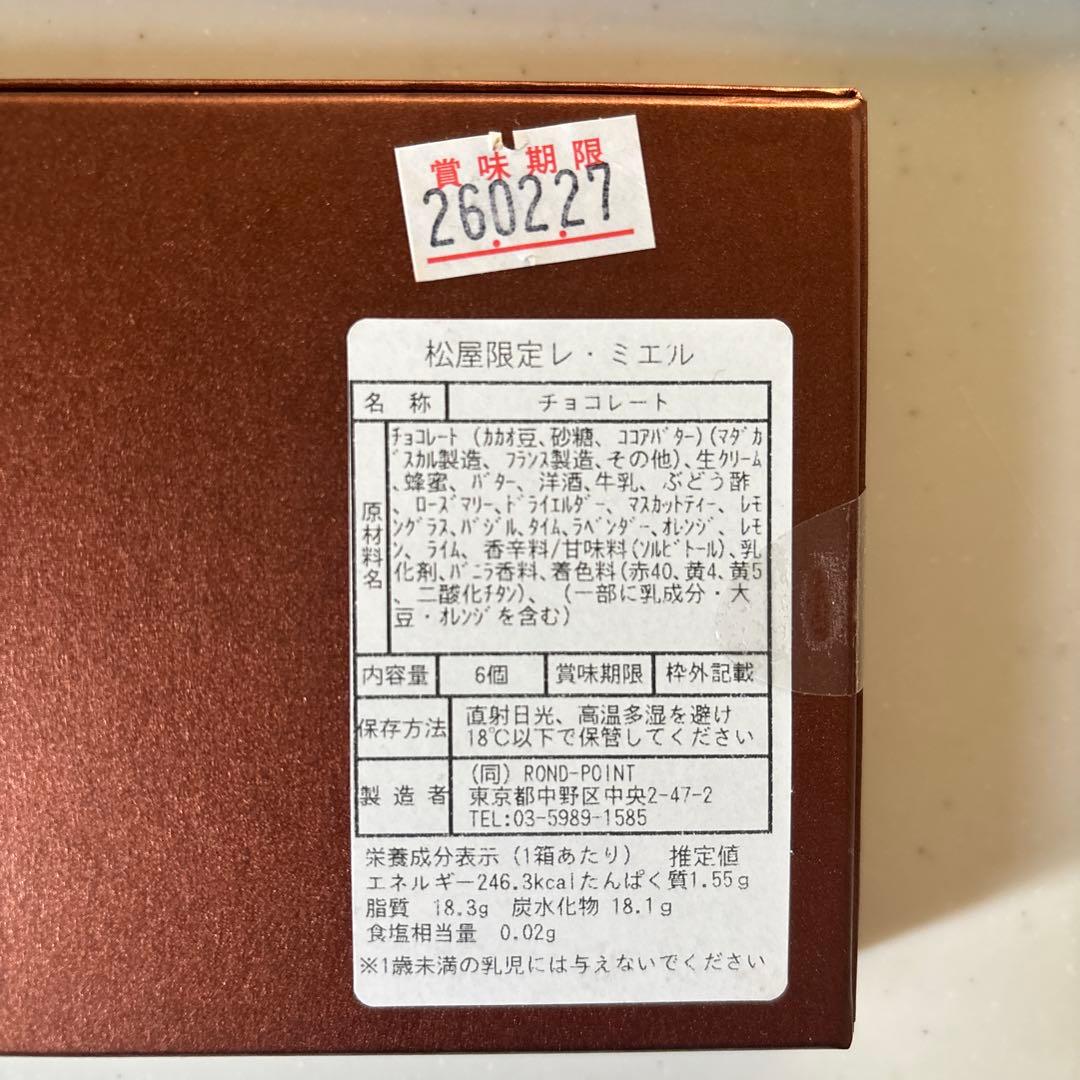 賞味期限
26.02.27
松屋限定レ・ミエル
名称 チョコレート
原材料名
チョコレート (カカオ豆、砂糖、ココアバター)(マダガ
スカル製造、フランス製造、その他)、生クリーム
、蜂蜜、バター、洋酒、牛乳、ぶどう酢
、ローズマリー、ドライエルダー、マスカットティー、レモ
ングラス、バジル、タイム、ラベンダー、オレンジ、レモ
ン、ライム、香辛料/甘味料(ソルビトール)、乳
化剤、バニラ香料、着色料(赤40、黄4、黄5
、二酸化チタン)、(一部に乳成分・大
豆・オレンジを含む)
内容量 6個 賞味期限 枠外記載
保存方法
直射日光、高温多湿を避け
18℃以下で保管してください
製造者
(同) ROND-POINT
東京都中野区中央2-47-2
TEL:03-5989-1585
栄養成分表示 (1箱あたり) 推定値
エネルギー246.3kcalたんぱく質1.55g
脂質 18.3g 炭水化物 18.1g
食塩相当量 0.02g
※1歳未満の乳児には与えないでください